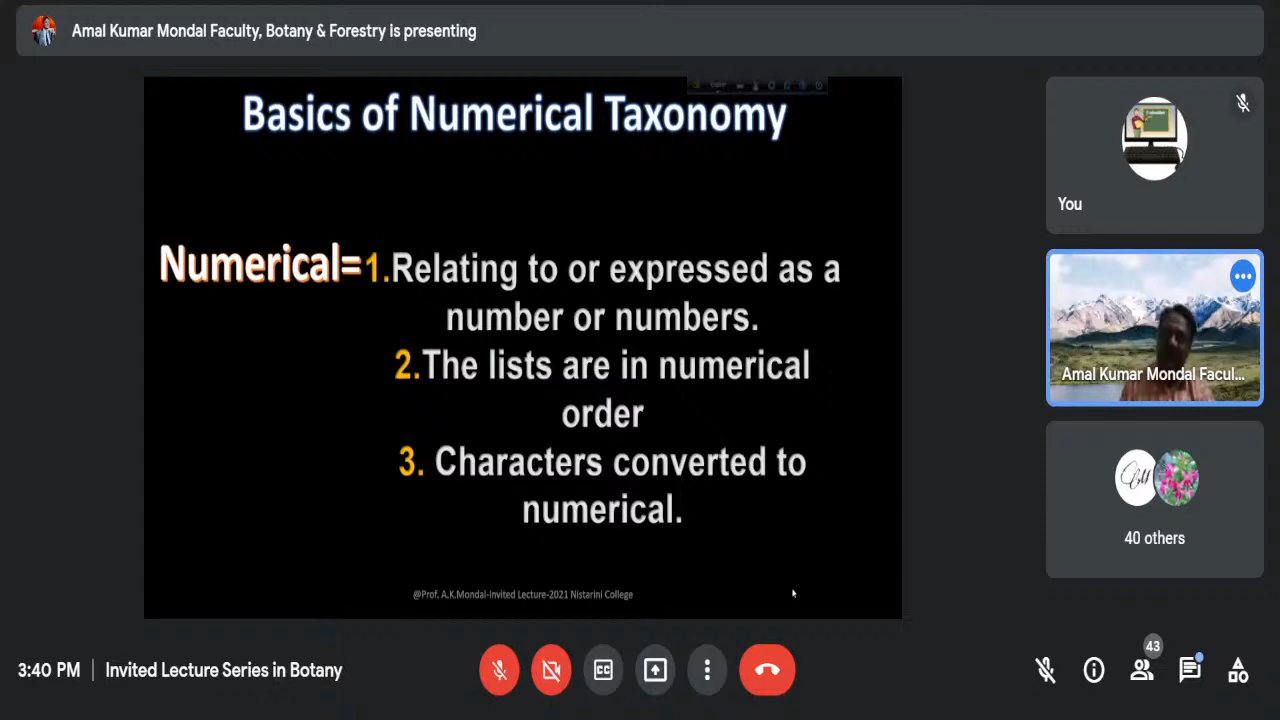 Amal Kumar Mondal Faculty, Botany & Forestry is presenting
English
Basics of Numerical Taxonomy
Numerical=1.Relating to or expressed as a
number or numbers.
2.The lists are in numerical
order
3. Characters converted to
numerical.
@Prof. A.K.Mondal-Invited Lecture-2021 Nistarini College
You
Amal Kumar Mondal Facul...
40 others
3:40 PM | Invited Lecture Series in Botany
CC
43